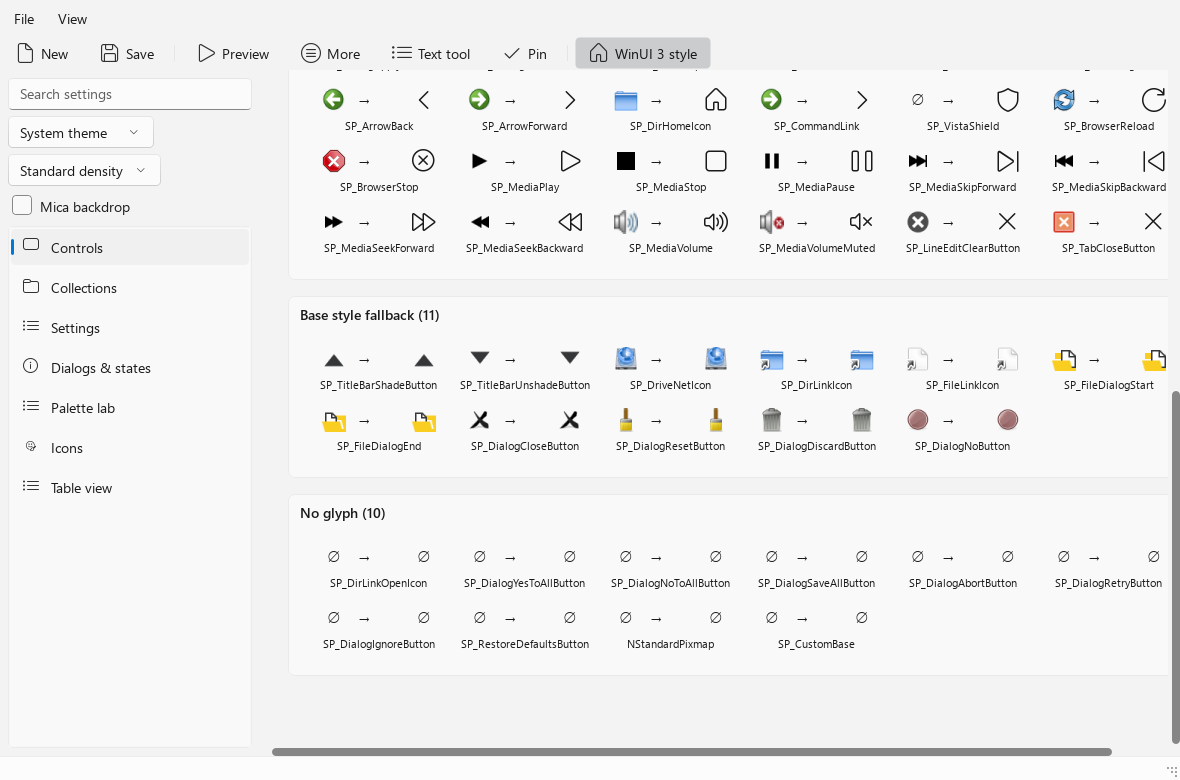 File View
New Save Preview More Text tool Pin WinUI 3 style
Search settings
System theme
Standard density
Mica backdrop
Controls
Collections
Settings
Dialogs & states
Palette lab
Icons
Table view
SP_ArrowBack SP_ArrowForward SP_DirHomeIcon SP_CommandLink SP_VistaShield SP_BrowserReload
SP_BrowserStop SP_MediaPlay SP_MediaStop SP_MediaPause SP_MediaSkipForward SP_MediaSkipBackward
SP_MediaSeekForward SP_MediaSeekBackward SP_MediaVolume SP_MediaVolumeMuted SP_LineEditClearButton SP_TabCloseButton
Base style fallback (11)
SP_TitleBarShadeButton SP_TitleBarUnshadeButton SP_DriveNetIcon SP_DirLinkIcon SP_FileLinkIcon SP_FileDialogStart
SP_FileDialogEnd SP_DialogCloseButton SP_DialogResetButton SP_DialogDiscardButton SP_DialogNoButton
No glyph (10)
SP_DirLinkOpenIcon SP_DialogYesToAllButton SP_DialogNoToAllButton SP_DialogSaveAllButton SP_DialogAbortButton SP_DialogRetryButton
SP_DialogIgnoreButton SP_RestoreDefaultsButton NStandardPixmap SP_CustomBase